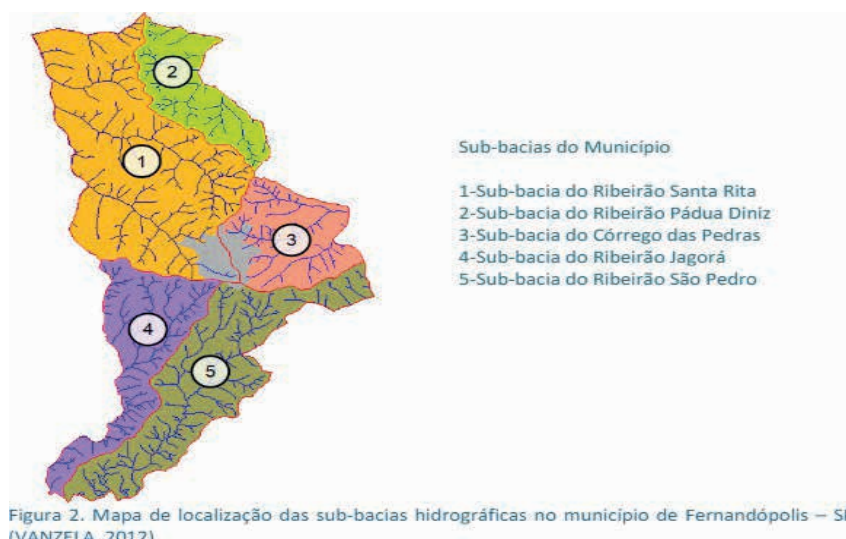 1
2
3
4
5
Sub-bacias do Município
1-Sub-bacia do Ribeirão Santa Rita
2-Sub-bacia do Ribeirão Pádua Diniz
3-Sub-bacia do Córrego das Pedras
4-Sub-bacia do Ribeirão Jagorá
5-Sub-bacia do Ribeirão São Pedro
Figura 2. Mapa de localização das sub-bacias hidrográficas no município de Fernandópolis –
(VANZELA, 2012)